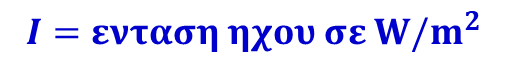 I = ενταση ηχου σε W/m²